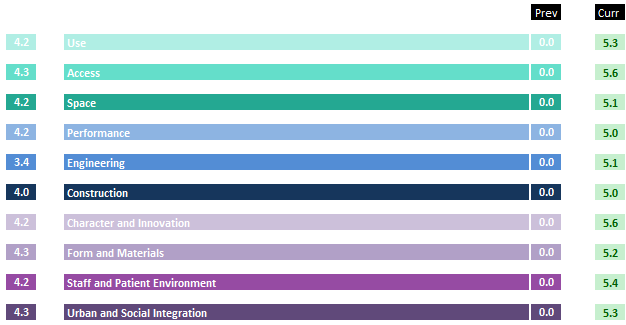 Prev Curr
4.2 Use 0.0 5.3
4.3 Access 0.0 5.6
4.2 Space 0.0 5.1
4.2 Performance 0.0 5.0
3.4 Engineering 0.0 5.1
4.0 Construction 0.0 5.0
4.2 Character and Innovation 0.0 5.6
4.3 Form and Materials 0.0 5.2
4.2 Staff and Patient Environment 0.0 5.4
4.3 Urban and Social Integration 0.0 5.3